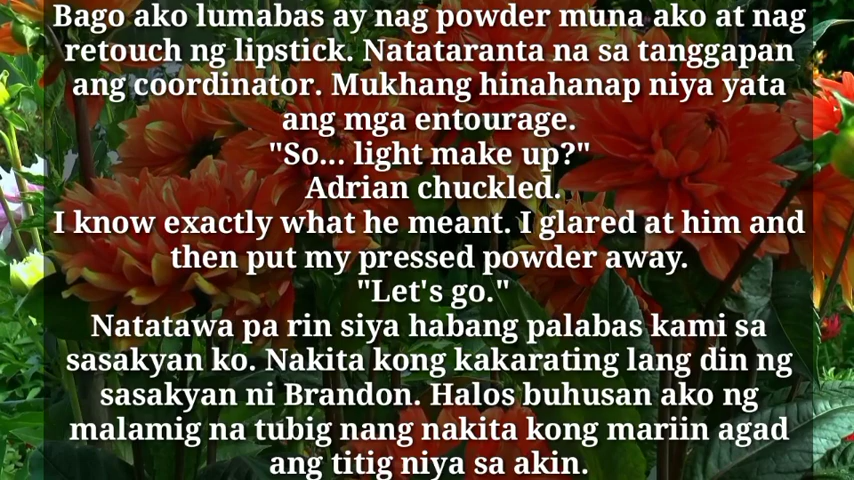 Bago ako lumabas ay nag powder muna ako at nag
retouch ng lipstick. Natataranta na sa tanggapan
ang coordinator. Mukhang hinahanap niya yata
ang mga entourage.
"So... light make up?"
Adrian chuckled.
I know exactly what he meant. I glared at him and
then put my pressed powder away.
"Let's go."
Natatawa pa rin siya habang palabas kami sa
sasakyan ko. Nakita kong kakarating lang din ng
sasakyan ni Brandon. Halos buhusan ako ng
malamig na tubig nang nakita kong mariin agad
ang titig niya sa akin.